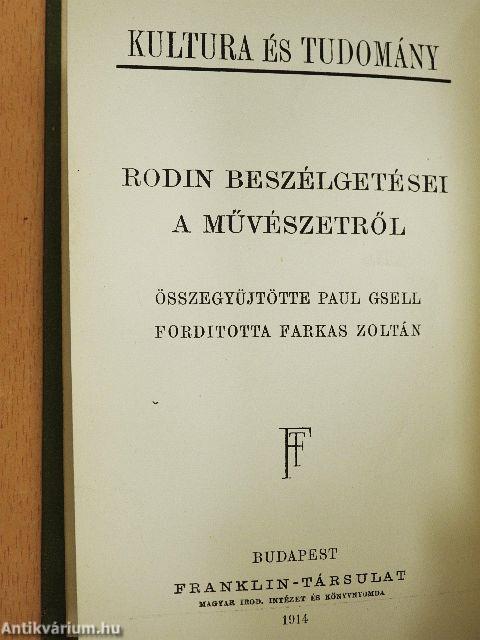 KULTURA ÉS TUDOMÁNY
RODIN BESZÉLGETÉSEI
A MŰVÉSZETRŐL
ÖSSZEGYÜJTÖTTE PAUL GSELL
FORDITOTTA FARKAS ZOLTÁN
FT
BUDAPEST
FRANKLIN-TÁRSULAT
MAGYAR IROD. INTÉZET ÉS KÖNYVNYOMDA
1914
Antikvárium.hu